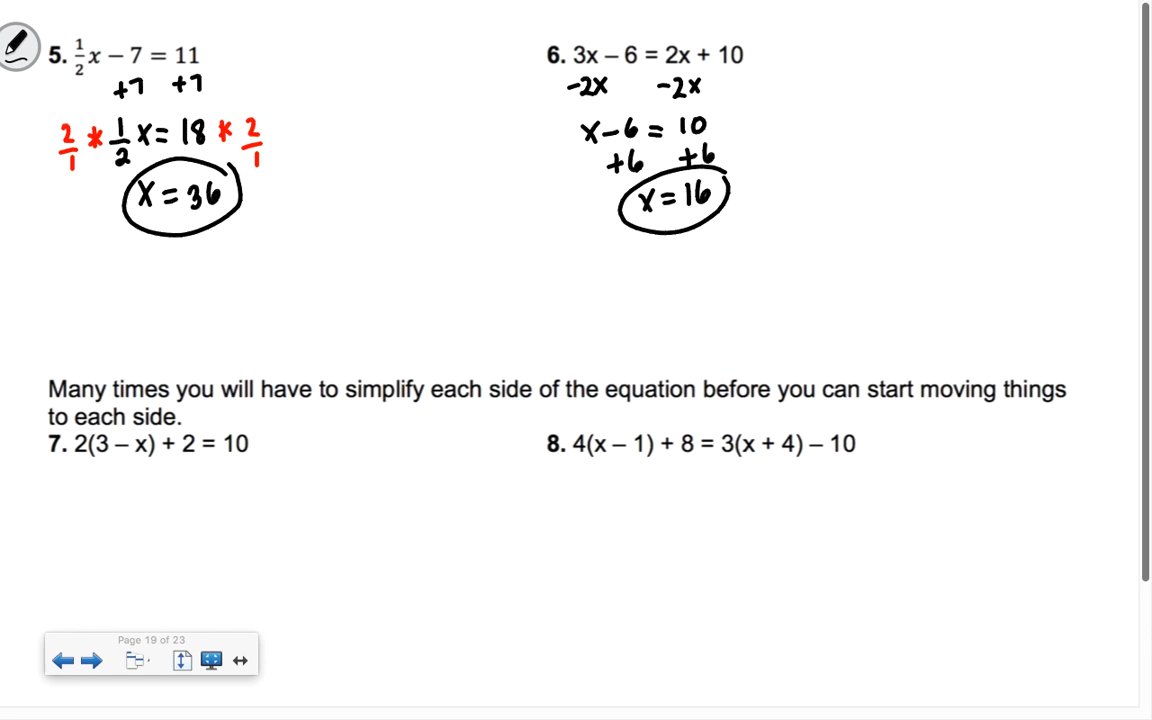 5. 1/2 x – 7 = 11
+7 +7
2/1 * 1/2 x = 18 * 2/1
x = 36
6. 3x – 6 = 2x + 10
-2x -2x
x - 6 = 10
+6 +6
x = 16
Many times you will have to simplify each side of the equation before you can start moving things
to each side.
7. 2(3 – x) + 2 = 10
8. 4(x – 1) + 8 = 3(x + 4) – 10
Page 19 of 23